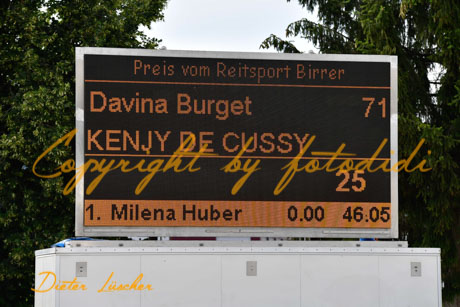 Preis vom Reitsport Birrer
Davina Burget 71
KENJY DE CUSSY
Copyright by fotodidi
25
1. Milena Huber 0.00 46.05
Dieter Lüscher